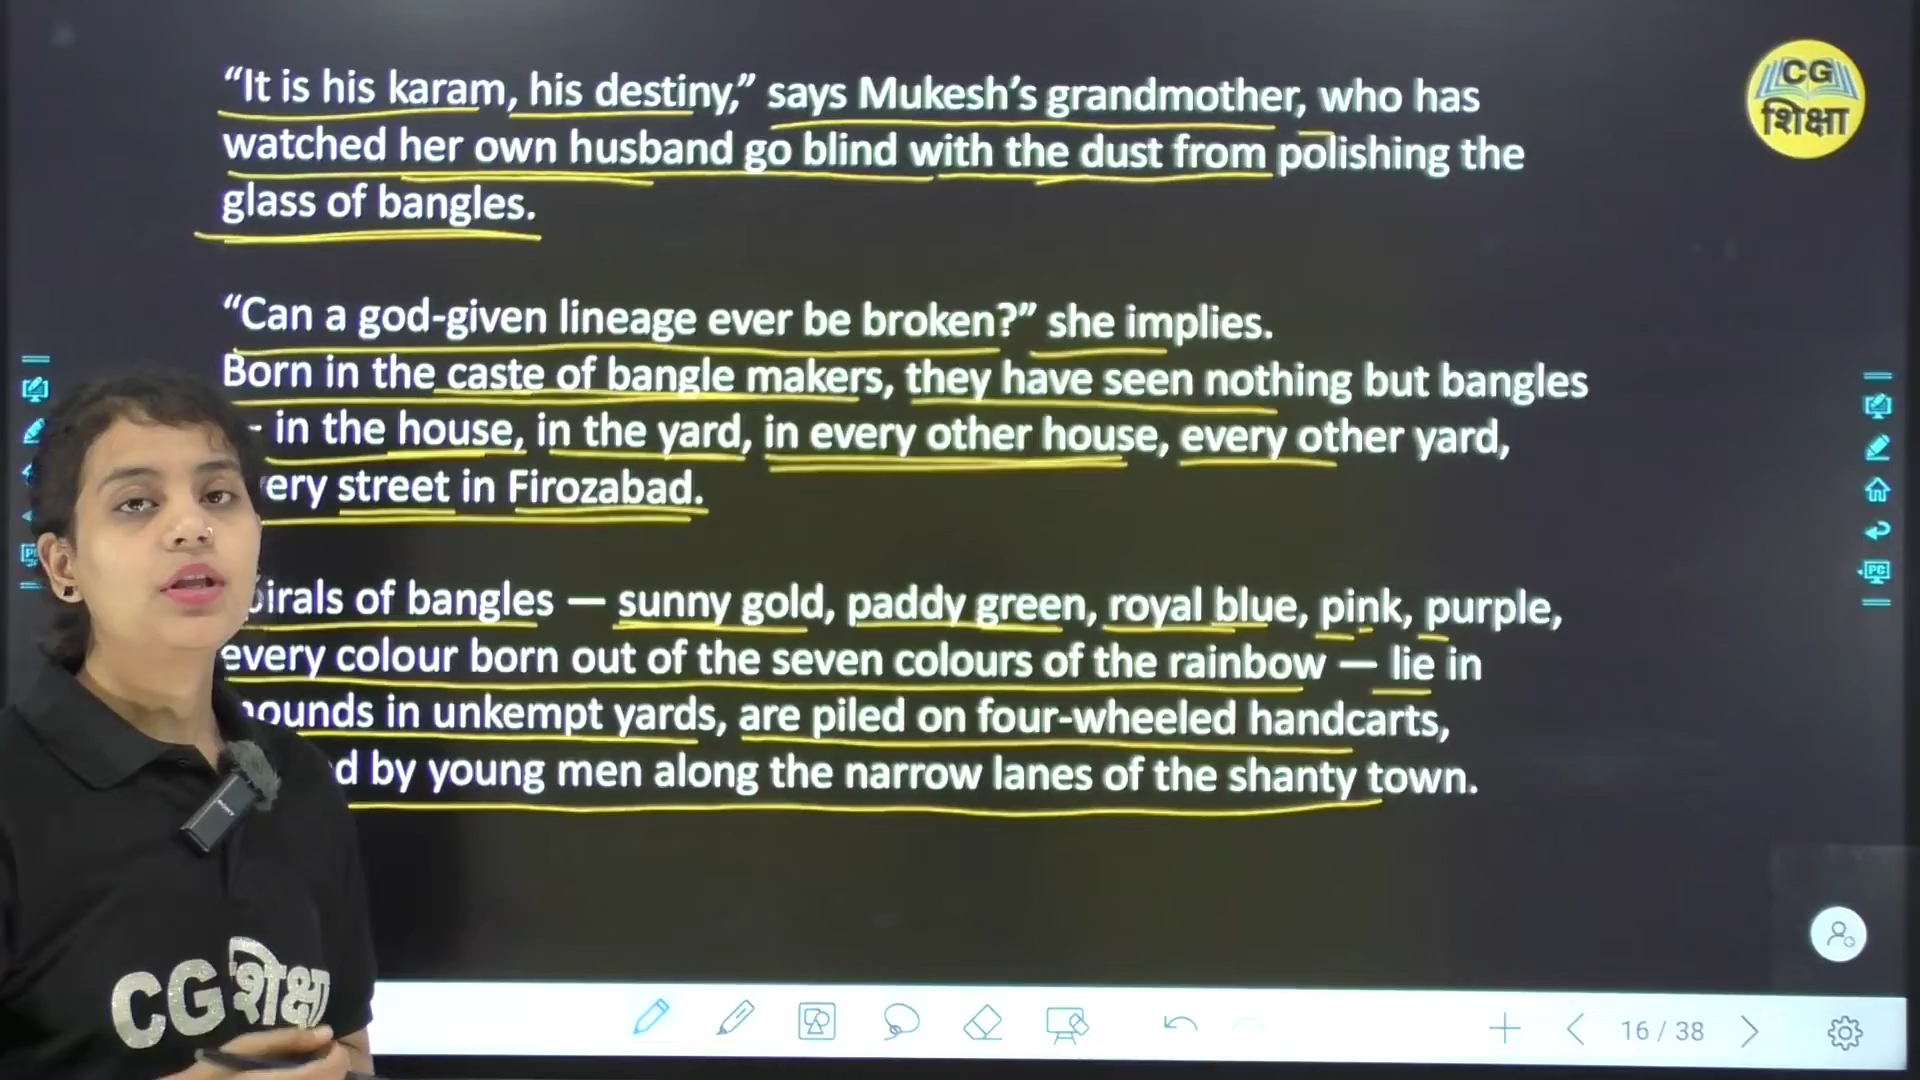 “It is his karam, his destiny,” says Mukesh’s grandmother, who has
watched her own husband go blind with the dust from polishing the
glass of bangles.
“Can a god-given lineage ever be broken?” she implies.
Born in the caste of bangle makers, they have seen nothing but bangles
- in the house, in the yard, in every other house, every other yard,
ery street in Firozabad.
irals of bangles — sunny gold, paddy green, royal blue, pink, purple,
every colour born out of the seven colours of the rainbow — lie in
ounds in unkempt yards, are piled on four-wheeled handcarts,
d by young men along the narrow lanes of the shanty town.
CG
शिक्षा
CG शिक्षा
PC
16 / 38